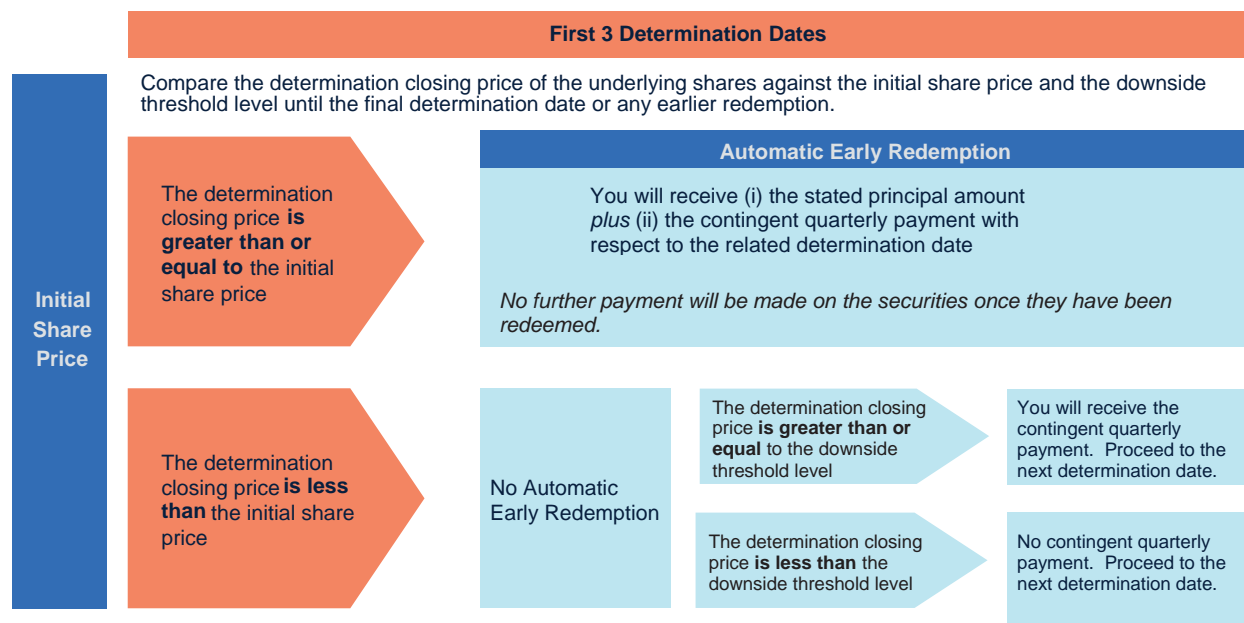 First 3 Determination Dates
Compare the determination closing price of the underlying shares against the initial share price and the downside
threshold level until the final determination date or any earlier redemption.
Initial
Share
Price
The determination
closing price is
greater than or
equal to the initial
share price
Automatic Early Redemption
You will receive (i) the stated principal amount
plus (ii) the contingent quarterly payment with
respect to the related determination date
No further payment will be made on the securities once they have been
redeemed.
The determination
closing price is less
than the initial share
price
No Automatic
Early Redemption
The determination closing
price is greater than or
equal to the downside
threshold level
You will receive the
contingent quarterly
payment. Proceed to the
next determination date.
The determination closing
price is less than the
downside threshold level
No contingent quarterly
payment. Proceed to the
next determination date.